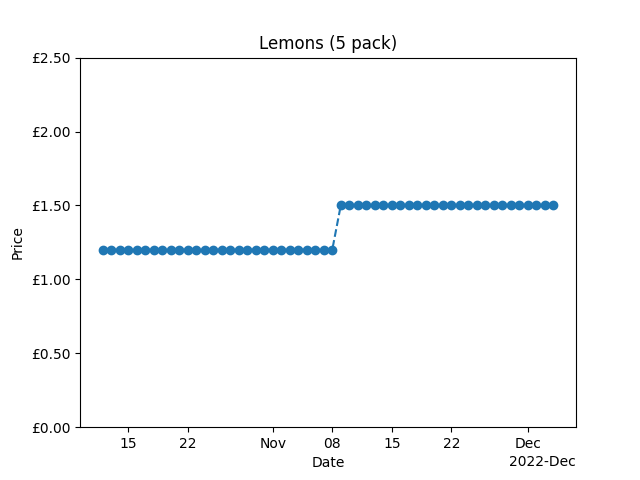 Lemons (5 pack)
£2.50
£2.00
£1.50
£1.00
£0.50
£0.00
Price
15 22 Nov 08 15 22 Dec
2022-Dec
Date